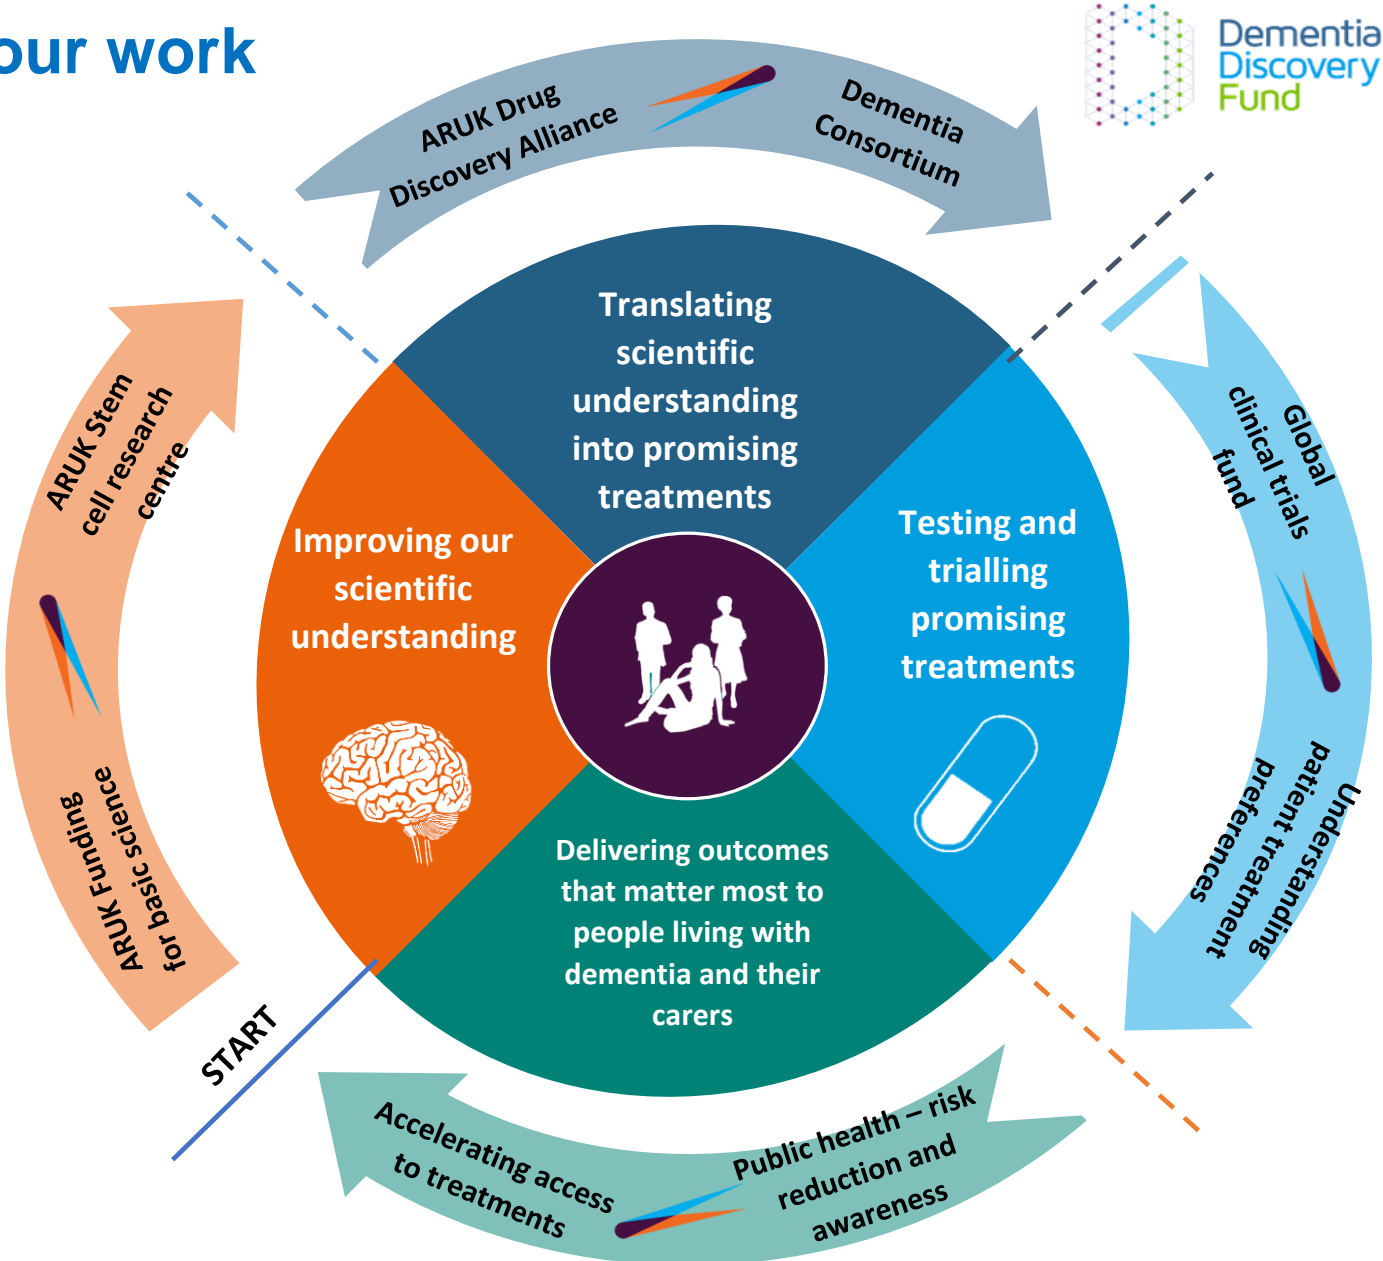 our work
Dementia
Discovery
Fund
ARUK Drug
Discovery Alliance
Dementia
Consortium
Translating
scientific
understanding
into promising
treatments
ARUK Stem
cell research
centre
Global
clinical trials
fund
Improving our
scientific
understanding
Testing and
trialling
promising
treatments
ARUK Funding
for basic science
Understanding
patient treatment
preferences
Delivering outcomes
that matter most to
people living with
dementia and their
carers
START
Accelerating access
to treatments
Public health – risk
reduction and
awareness